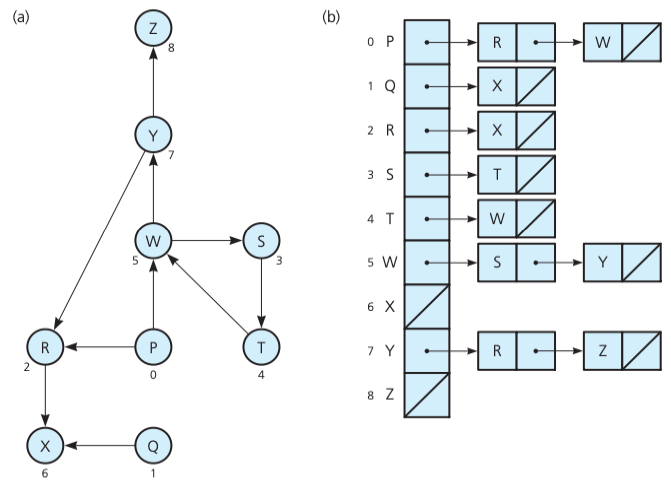 (a)
Z
8
Y
7
W
5
S
3
R
2
P
0
T
4
X
6
Q
1
(b)
0 P R W
1 Q X
2 R X
3 S T
4 T W
5 W S Y
6 X
7 Y R Z
8 Z